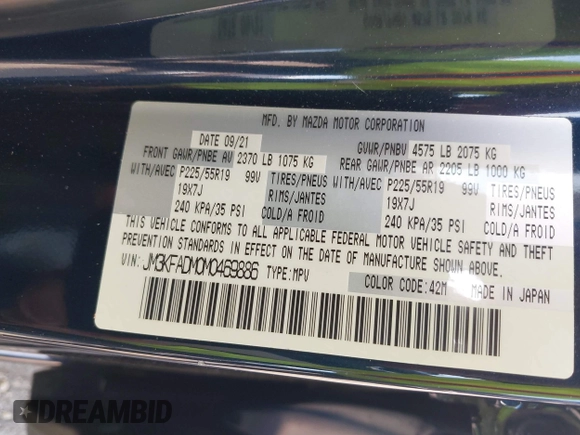 MFD. BY MAZDA MOTOR CORPORATION
DATE 09/21 GVWR/PNBV 4575 LB 2075 KG
FRONT GAWR/PNBE AV 2370 LB 1075 KG REAR GAWR/PNBE AR 2205 LB 1000 KG
WITH/AVEC P225/55R19 99V TIRES/PNEUS WITH/AVEC P225/55R19 99V TIRES/PNEUS
19X7J RIMS/JANTES 19X7J RIMS/JANTES
240 KPA/35 PSI COLD/A FROID 240 KPA/35 PSI COLD/A FROID
THIS VEHICLE CONFORMS TO ALL APPLICABLE FEDERAL MOTOR VEHICLE SAFETY AND THEFT
PREVENTION STANDARDS IN EFFECT ON THE DATE OF MANUFACTURE SHOWN ABOVE.
VIN: JM3KFADM0M0469886 TYPE:MPV COLOR CODE:42M MADE IN JAPAN
DREAMBID